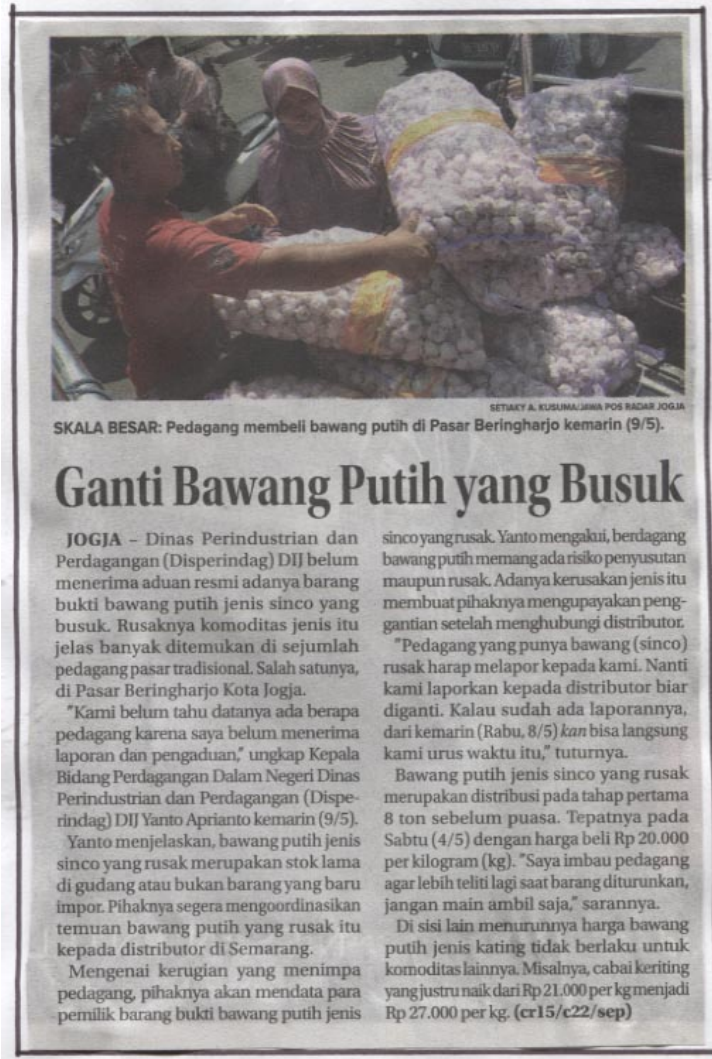 SETIAKY A. KUSUMA/JAWA POS RADAR JOGJA
SKALA BESAR: Pedagang membeli bawang putih di Pasar Beringharjo kemarin (9/5).
Ganti Bawang Putih yang Busuk
JOGJA – Dinas Perindustrian dan
Perdagangan (Disperindag) DIJ belum
menerima aduan resmi adanya barang
bukti bawang putih jenis sinco yang
busuk. Rusaknya komoditas jenis itu
jelas banyak ditemukan di sejumlah
pedagang pasar tradisional. Salah satunya,
di Pasar Beringharjo Kota Jogja.
"Kami belum tahu datanya ada berapa
pedagang karena saya belum menerima
laporan dan pengaduan," ungkap Kepala
Bidang Perdagangan Dalam Negeri Dinas
Perindustrian dan Perdagangan (Dispe-
rindag) DIJ Yanto Aprianto kemarin (9/5).
Yanto menjelaskan, bawang putih jenis
sinco yang rusak merupakan stok lama
di gudang atau bukan barang yang baru
impor. Pihaknya segera mengoordinasikan
temuan bawang putih yang rusak itu
kepada distributor di Semarang.
Mengenai kerugian yang menimpa
pedagang, pihaknya akan mendata para
pemilik barang bukti bawang putih jenis
sinco yang rusak. Yanto mengakui, berdagang
bawang putih memang ada risiko penyusutan
maupun rusak. Adanya kerusakan jenis itu
membuat pihaknya mengupayakan peng-
gantian setelah menghubungi distributor.
"Pedagang yang punya bawang (sinco)
rusak harap melapor kepada kami. Nanti
kami laporkan kepada distributor biar
diganti. Kalau sudah ada laporannya,
dari kemarin (Rabu, 8/5) kan bisa langsung
kami urus waktu itu," tuturnya.
Bawang putih jenis sinco yang rusak
merupakan distribusi pada tahap pertama
8 ton sebelum puasa. Tepatnya pada
Sabtu (4/5) dengan harga beli Rp 20.000
per kilogram (kg). "Saya imbau pedagang
agar lebih teliti lagi saat barang diturunkan,
jangan main ambil saja," sarannya.
Di sisi lain menurunnya harga bawang
putih jenis kating tidak berlaku untuk
komoditas lainnya. Misalnya, cabai keriting
yang justru naik dari Rp 21.000 per kg menjadi
Rp 27.000 per kg. (cr15/c22/sep)